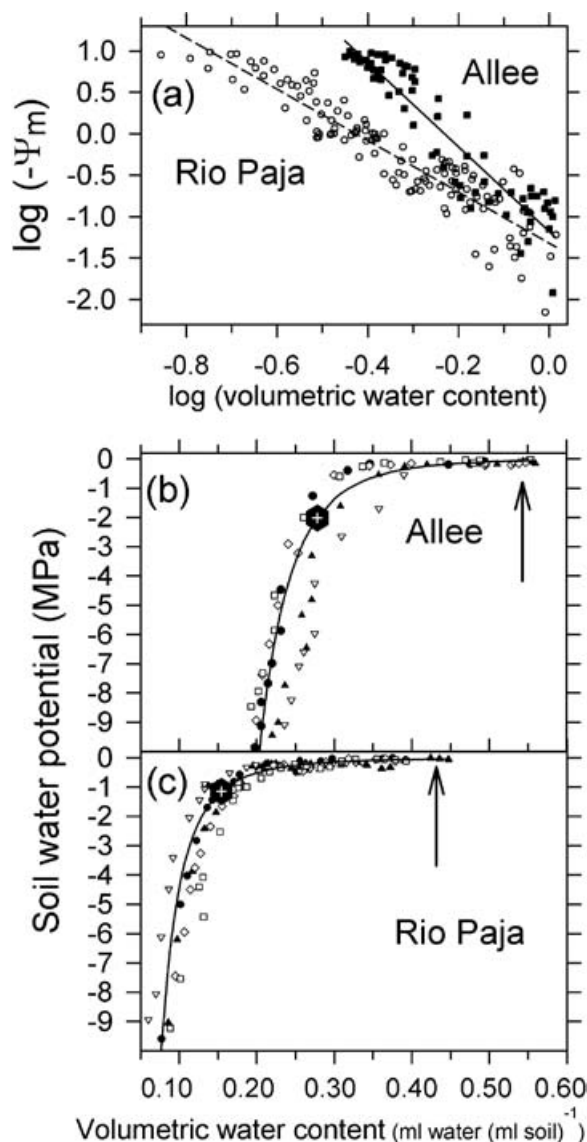 (a)
Allee
Rio Paja
log (-Ψm)
1.0
0.5
0.0
-0.5
-1.0
-1.5
-2.0
-0.8 -0.6 -0.4 -0.2 0.0
log (volumetric water content)
(b)
Allee
Soil water potential (MPa)
0
-1
-2
-3
-4
-5
-6
-7
-8
-9
(c)
Rio Paja
0
-1
-2
-3
-4
-5
-6
-7
-8
-9
0.10 0.20 0.30 0.40 0.50 0.60
Volumetric water content (ml water (ml soil)⁻¹